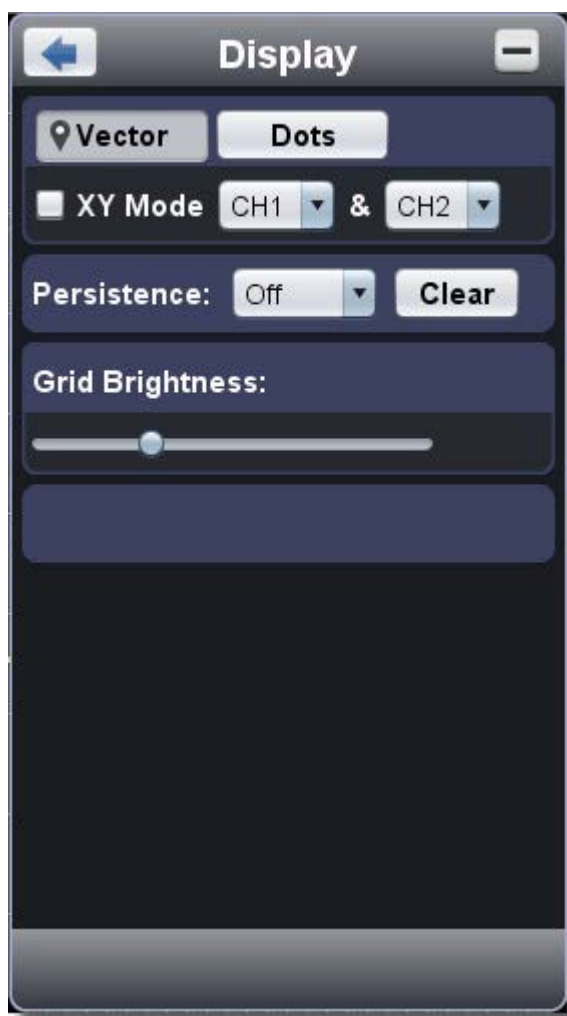 Display
Vector Dots
XY Mode CH1 & CH2
Persistence: Off Clear
Grid Brightness: